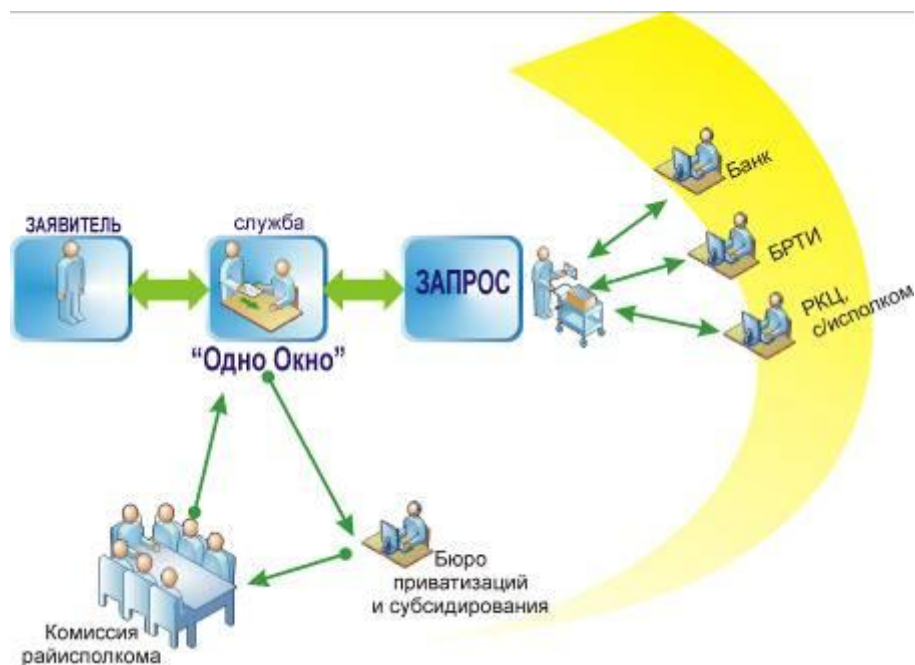 Банк
БРТИ
РКЦ,
с/исполком
ЗАЯВИТЕЛЬ
служба
ЗАПРОС
“Одно Окно”
Бюро
приватизаций
и субсидирования
Комиссия
райисполкома